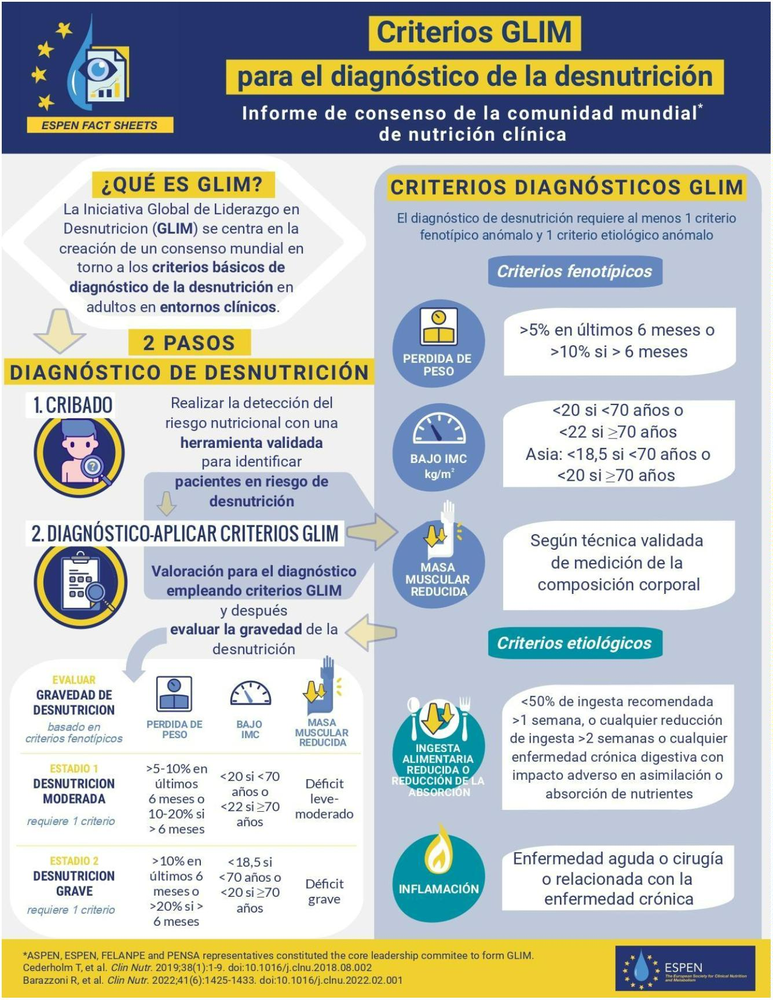 Criterios GLIM
para el diagnóstico de la desnutrición
Informe de consenso de la comunidad mundial*
de nutrición clínica
ESPEN FACT SHEETS
¿QUÉ ES GLIM?
La Iniciativa Global de Liderazgo en
Desnutricion (GLIM) se centra en la
creación de un consenso mundial en
torno a los criterios básicos de
diagnóstico de la desnutrición en
adultos en entornos clínicos.
2 PASOS
DIAGNÓSTICO DE DESNUTRICIÓN
1. CRIBADO
Realizar la detección del
riesgo nutricional con una
herramienta validada
para identificar
pacientes en riesgo de
desnutrición
?
2. DIAGNÓSTICO-APLICAR CRITERIOS GLIM
Valoración para el diagnóstico
empleando criterios GLIM
y después
evaluar la gravedad de la
desnutrición
EVALUAR
GRAVEDAD DE
DESNUTRICION
basado en
criterios fenotípicos
PERDIDA DE
PESO
BAJO
IMC
MASA
MUSCULAR
REDUCIDA
ESTADIO 1
DESNUTRICION
MODERADA
requiere 1 criterio
>5-10% en
últimos
6 meses o
10-20% si
> 6 meses
<20 si <70
años o
<22 si ≥70
años
Déficit
leve-
moderado
ESTADIO 2
DESNUTRICION
GRAVE
requiere 1 criterio
>10% en
últimos 6
meses o
>20% si >
6 meses
<18,5 si
<70 años o
<20 si ≥70
años
Déficit
grave
CRITERIOS DIAGNÓSTICOS GLIM
El diagnóstico de desnutrición requiere al menos 1 criterio
fenotípico anómalo y 1 criterio etiológico anómalo
Criterios fenotípicos
PERDIDA DE
PESO
>5% en últimos 6 meses o
>10% si > 6 meses
BAJO IMC
kg/m²
<20 si <70 años o
<22 si ≥70 años
Asia: <18,5 si <70 años o
<20 si ≥70 años
MASA
MUSCULAR
REDUCIDA
Según técnica validada
de medición de la
composición corporal
Criterios etiológicos
INGESTA
ALIMENTARIA
REDUCIDA O
REDUCCIÓN DE LA
ABSORCIÓN
<50% de ingesta recomendada
>1 semana, o cualquier reducción
de ingesta >2 semanas o cualquier
enfermedad crónica digestiva con
impacto adverso en asimilación o
absorción de nutrientes
INFLAMACIÓN
Enfermedad aguda o cirugía
o relacionada con la
enfermedad crónica
*ASPEN, ESPEN, FELANPE and PENSA representatives constituted the core leadership commitee to form GLIM.
Cederholm T, et al. Clin Nutr. 2019;38(1):1-9. doi:10.1016/j.clnu.2018.08.002
Barazzoni R, et al. Clin Nutr. 2022;41(6):1425-1433. doi:10.1016/j.clnu.2022.02.001
ESPEN
The European Society for Clinical Nutrition
and Metabolism